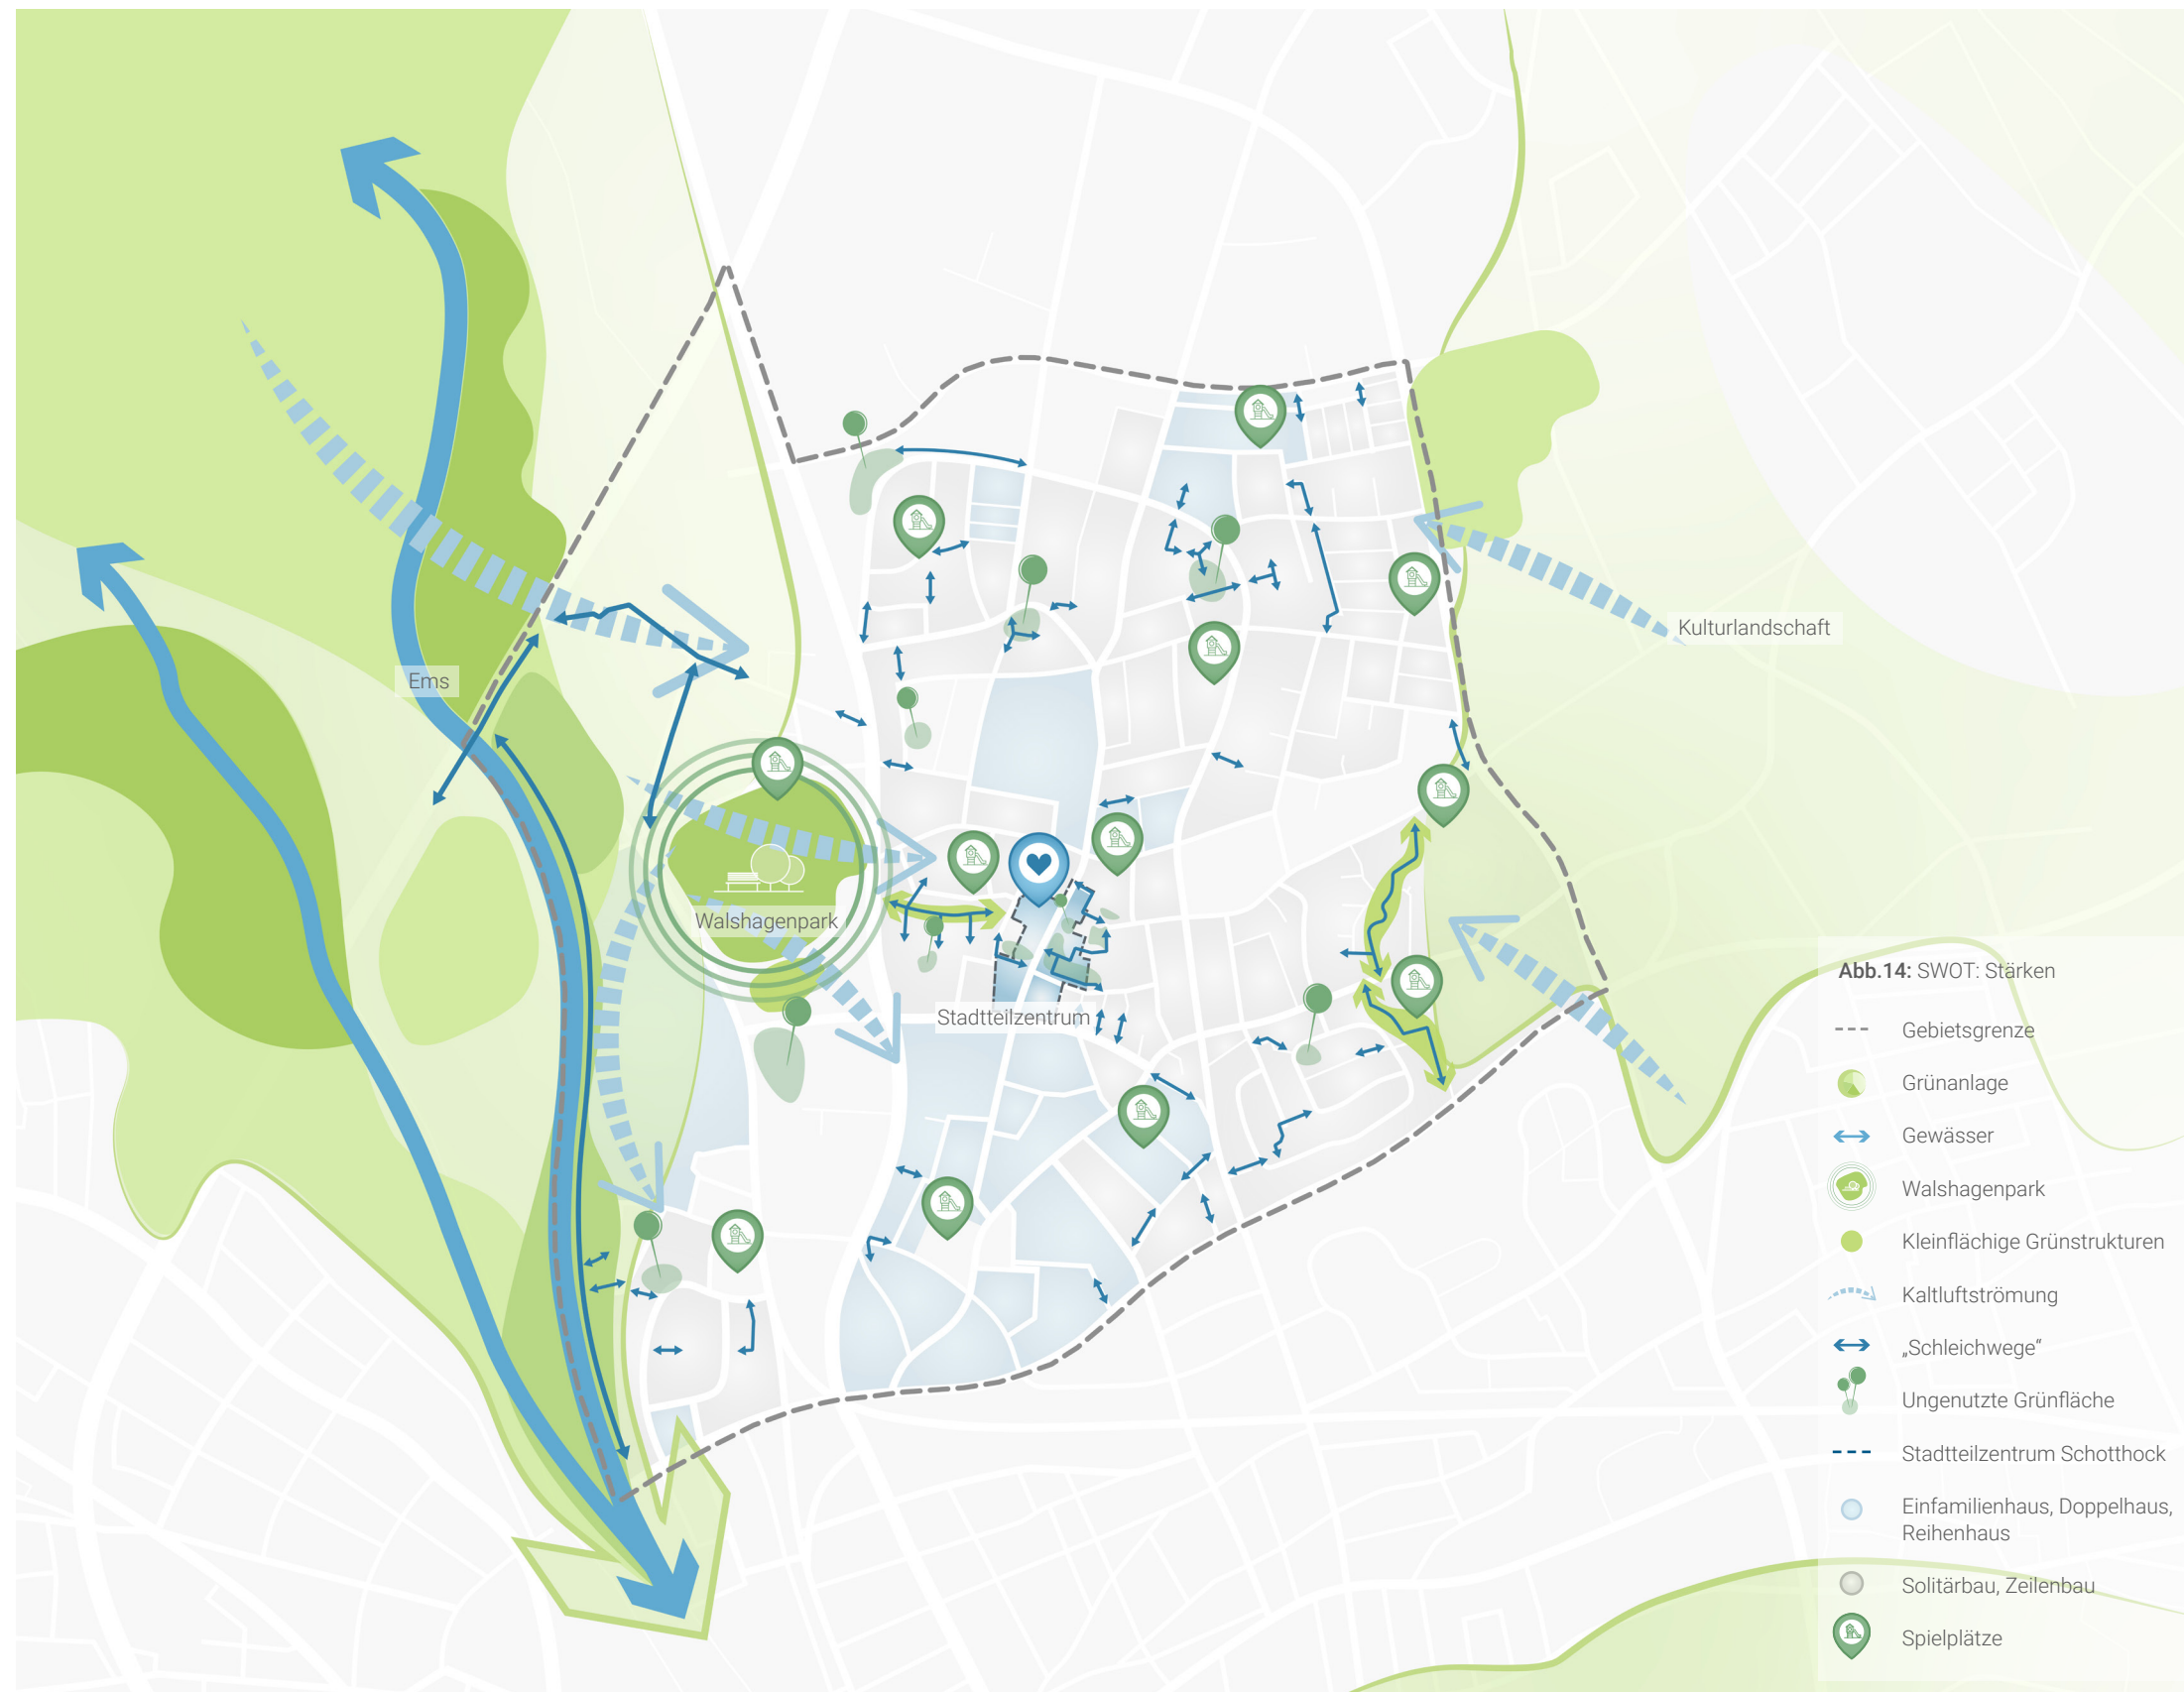 Ems
Kulturlandschaft
Walshagenpark
Stadtteilzentrum
Abb.14: SWOT: Stärken
Gebietsgrenze
Grünanlage
Gewässer
Walshagenpark
Kleinflächige Grünstrukturen
Kaltluftströmung
„Schleichwege“
Ungenutzte Grünfläche
Stadtteilzentrum Schotthock
Einfamilienhaus, Doppelhaus,
Reihenhaus
Solitärbau, Zeilenbau
Spielplätze